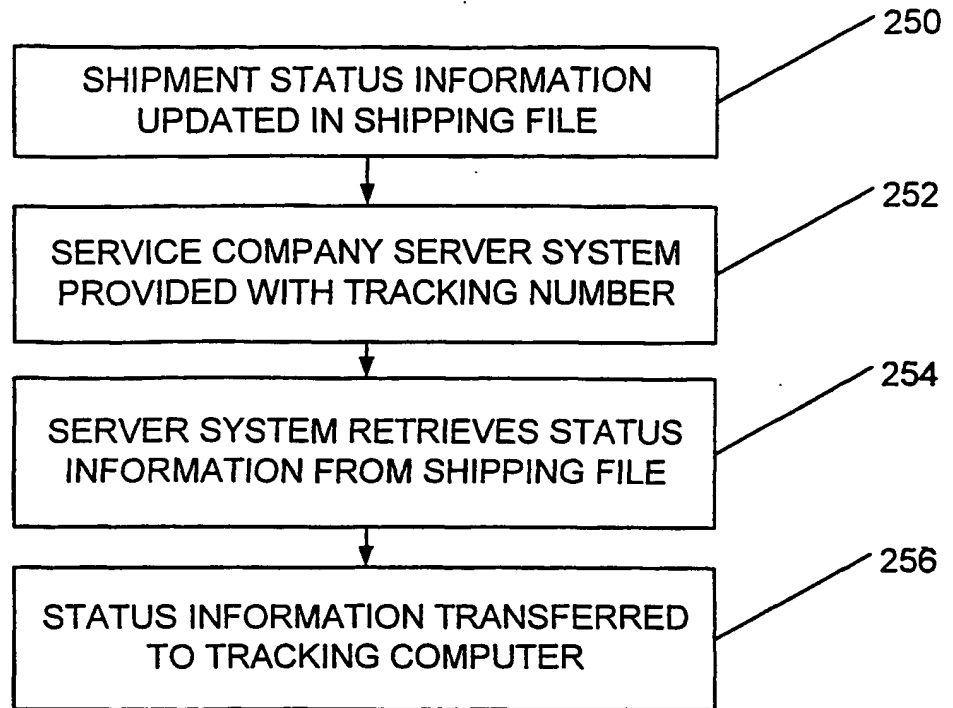 250
SHIPMENT STATUS INFORMATION
UPDATED IN SHIPPING FILE
252
SERVICE COMPANY SERVER SYSTEM
PROVIDED WITH TRACKING NUMBER
254
SERVER SYSTEM RETRIEVES STATUS
INFORMATION FROM SHIPPING FILE
256
STATUS INFORMATION TRANSFERRED
TO TRACKING COMPUTER